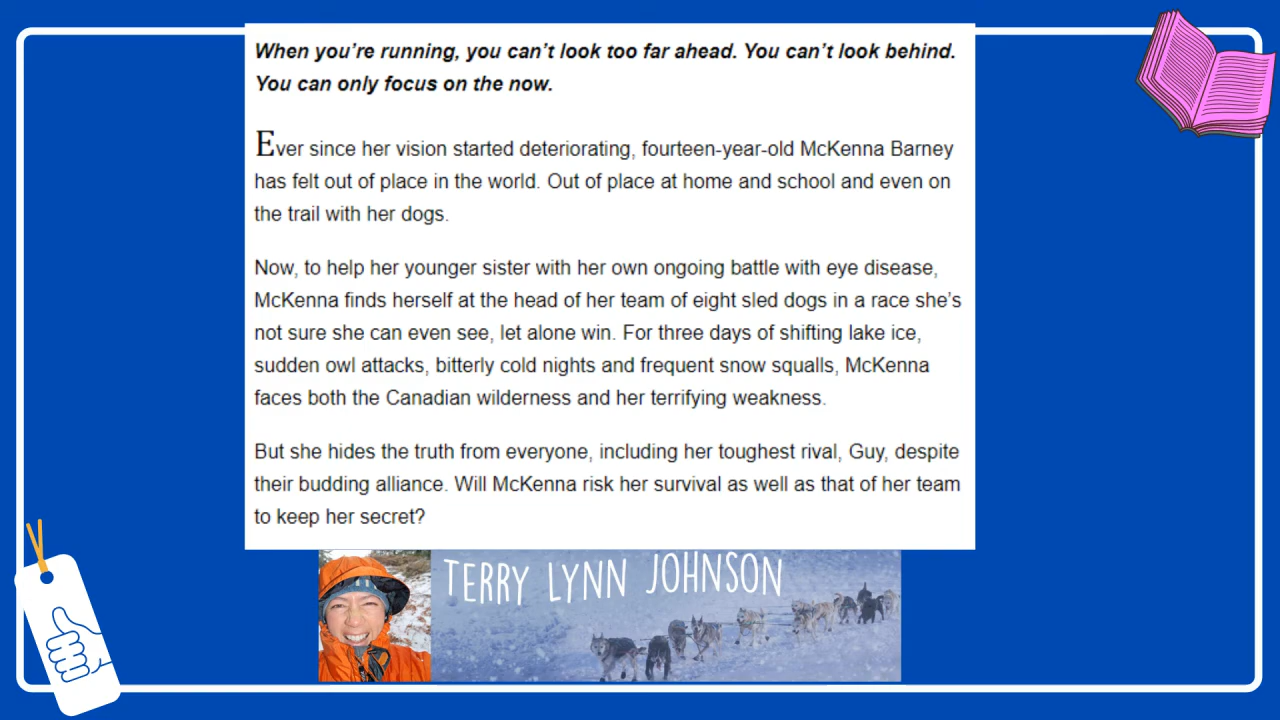 When you’re running, you can’t look too far ahead. You can’t look behind.
You can only focus on the now.
Ever since her vision started deteriorating, fourteen-year-old McKenna Barney
has felt out of place in the world. Out of place at home and school and even on
the trail with her dogs.
Now, to help her younger sister with her own ongoing battle with eye disease,
McKenna finds herself at the head of her team of eight sled dogs in a race she’s
not sure she can even see, let alone win. For three days of shifting lake ice,
sudden owl attacks, bitterly cold nights and frequent snow squalls, McKenna
faces both the Canadian wilderness and her terrifying weakness.
But she hides the truth from everyone, including her toughest rival, Guy, despite
their budding alliance. Will McKenna risk her survival as well as that of her team
to keep her secret?
TERRY LYNN JOHNSON